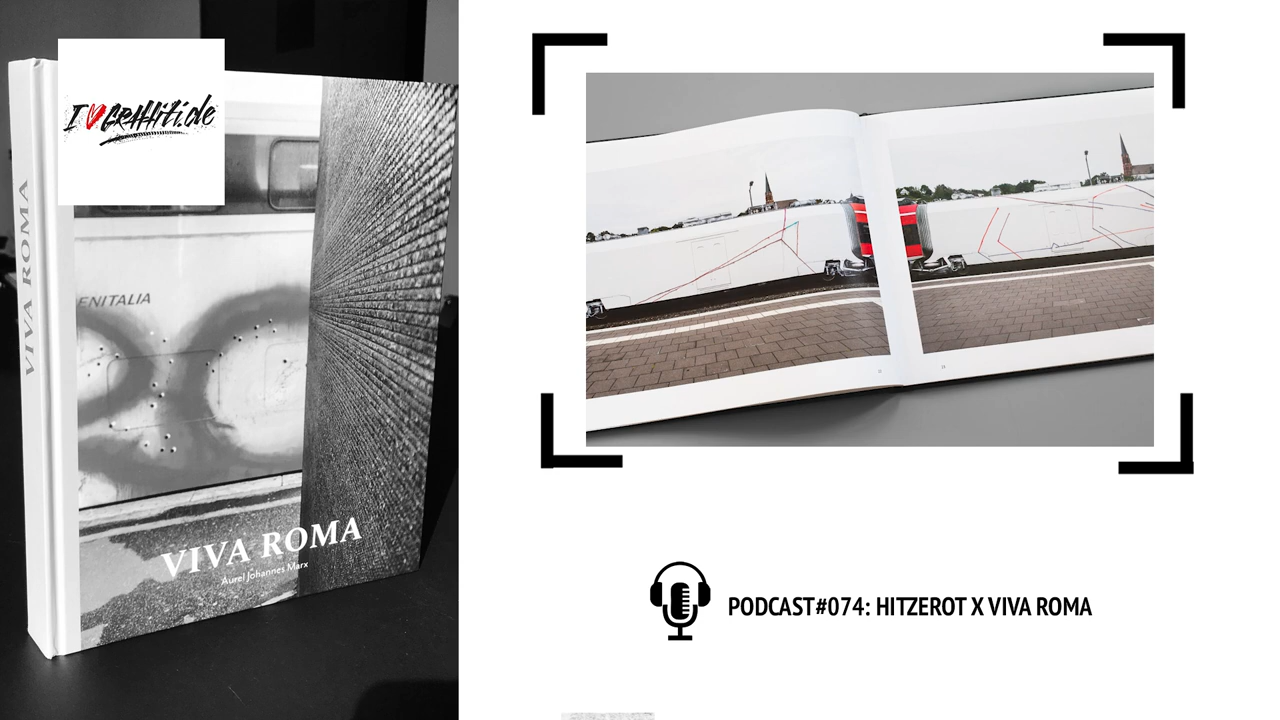 I ❤ GRAFFITI.de
VIVA ROMA
ENITALIA
VIVA ROMA
Aurel Johannes Marx
PODCAST#074: HITZEROT X VIVA ROMA